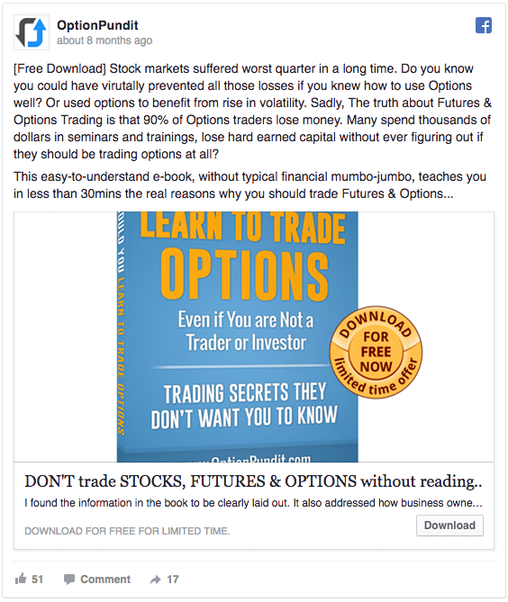 OptionPundit
about 8 months ago
[Free Download] Stock markets suffered worst quarter in a long time. Do you know
you could have virutally prevented all those losses if you knew how to use Options
well? Or used options to benefit from rise in volatility. Sadly, The truth about Futures &
Options Trading is that 90% of Options traders lose money. Many spend thousands of
dollars in seminars and trainings, lose hard earned capital without ever figuring out if
they should be trading options at all?
This easy-to-understand e-book, without typical financial mumbo-jumbo, teaches you
in less than 30mins the real reasons why you should trade Futures & Options...
LEARN TO TRADE
OPTIONS
Even if You are Not a
Trader or Investor
TRADING SECRETS THEY
DON'T WANT YOU TO KNOW
OptionPundit.com
YOU LEARN TO TRADE OPTIONS
DOWNLOAD
FOR
FREE
NOW
limited time offer
DON'T trade STOCKS, FUTURES & OPTIONS without reading..
I found the information in the book to be clearly laid out. It also addressed how business owne...
DOWNLOAD FOR FREE FOR LIMITED TIME.
Download
51
Comment
17